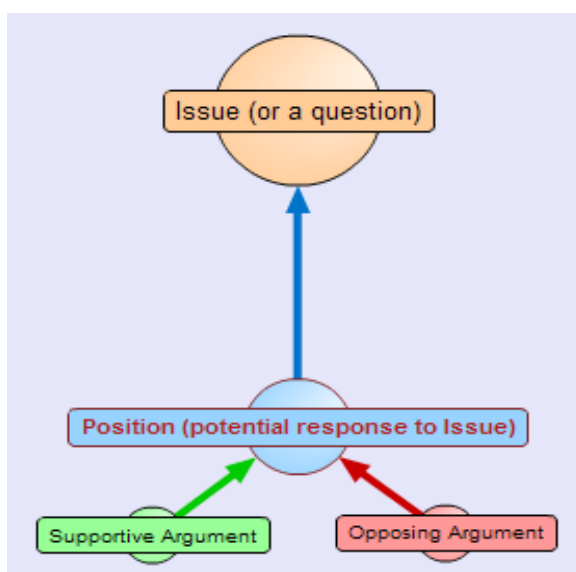 Issue (or a question)
Position (potential response to Issue)
Supportive Argument
Opposing Argument